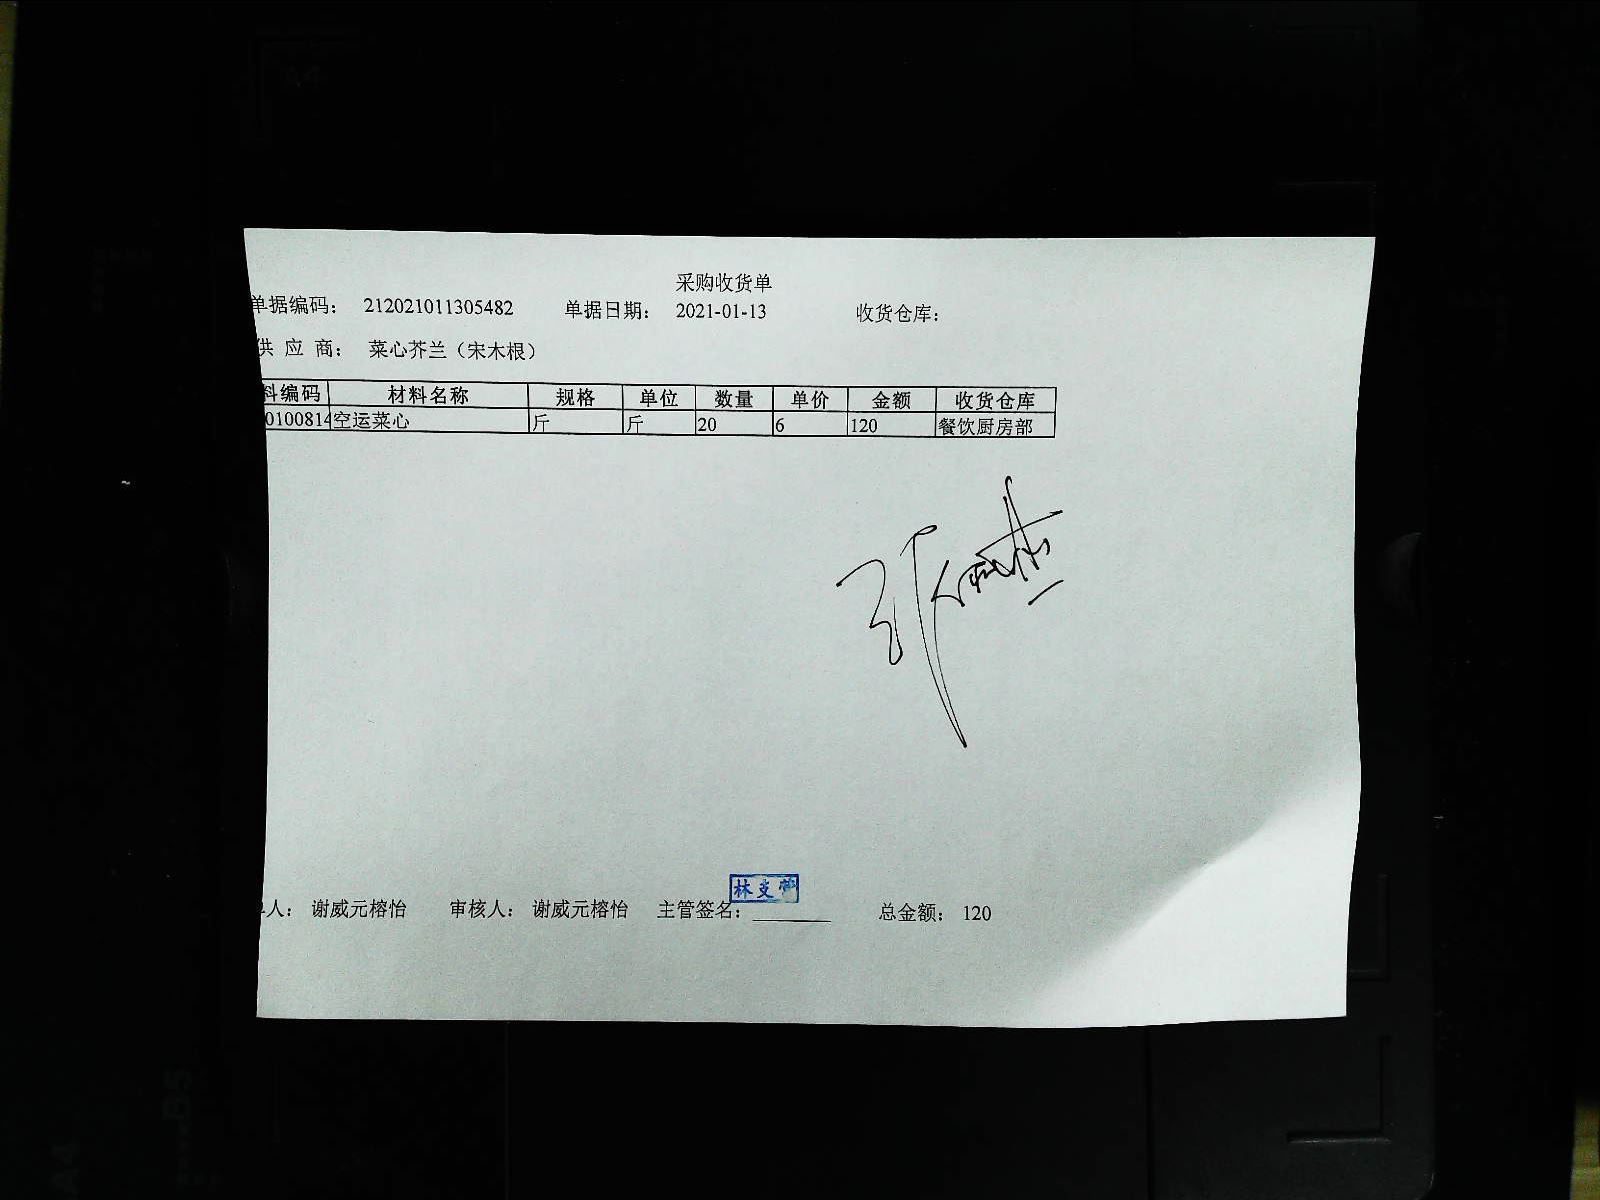 采购收货单
单据编码： 212021011305482 单据日期： 2021-01-13 收货仓库：
供 应 商： 菜心芥兰（宋木根）
料编码 材料名称 规格 单位 数量 单价 金额 收货仓库
0100814 空运菜心 斤 斤 20 6 120 餐饮厨房部
人： 谢威元榕怡 审核人： 谢威元榕怡 主管签名： 总金额： 120